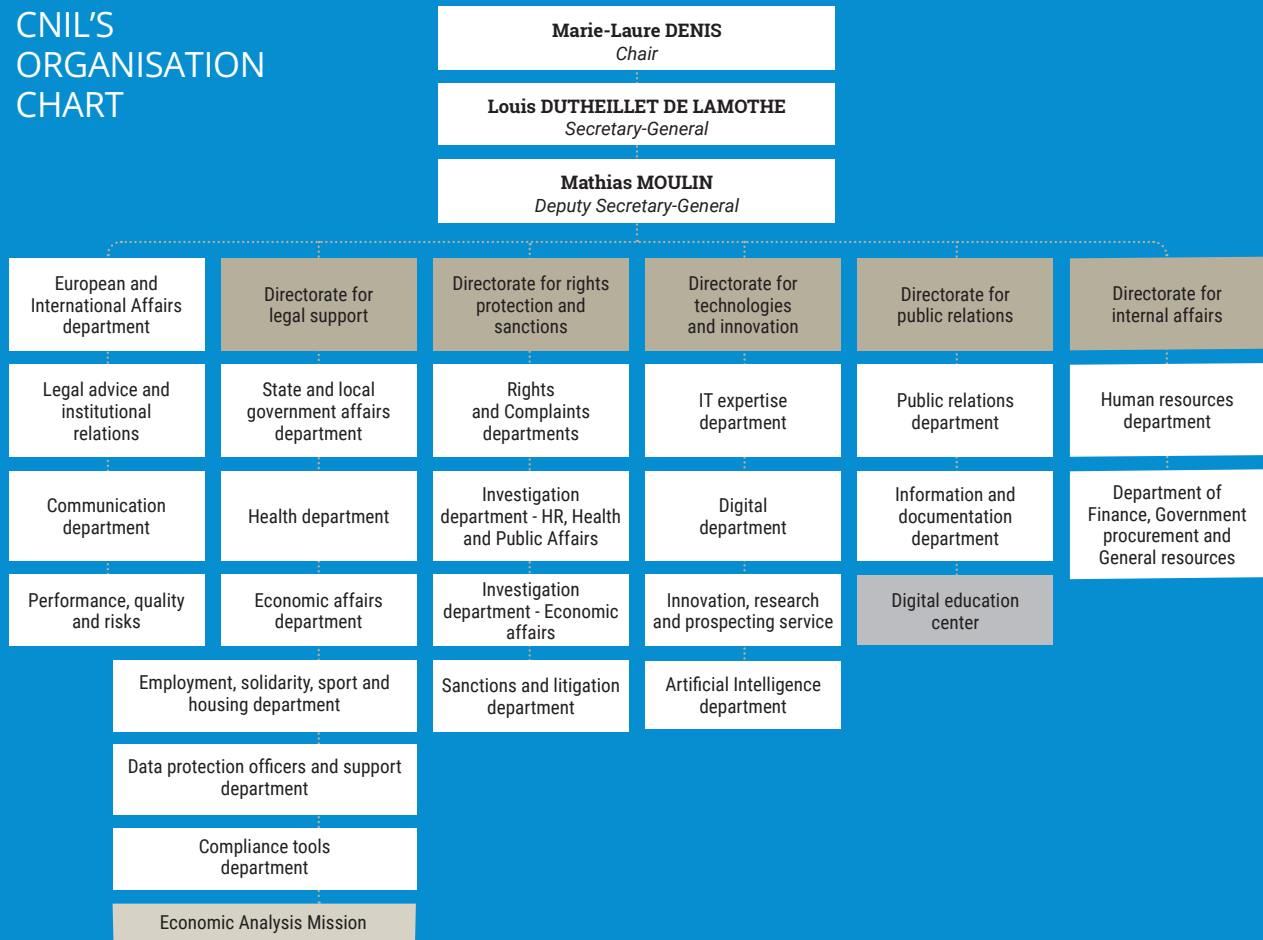 CNIL'S
ORGANISATION
CHART
Marie-Laure DENIS
Chair
Louis DUTHEILLET DE LAMOTHE
Secretary-General
Mathias MOULIN
Deputy Secretary-General
European and
International Affairs
department
Directorate for
legal support
Directorate for rights
protection and
sanctions
Directorate for
technologies
and innovation
Directorate for
public relations
Directorate for
internal affairs
Legal advice and
institutional
relations
State and local
government affairs
department
Rights
and Complaints
departments
IT expertise
department
Public relations
department
Human resources
department
Communication
department
Health department
Investigation
department - HR, Health
and Public Affairs
Digital
department
Information and
documentation
department
Department of
Finance, Government
procurement and
General resources
Performance, quality
and risks
Economic affairs
department
Investigation
department - Economic
affairs
Innovation, research
and prospecting service
Digital education
center
Employment, solidarity, sport and
housing department
Sanctions and litigation
department
Artificial Intelligence
department
Data protection officers and support
department
Compliance tools
department
Economic Analysis Mission